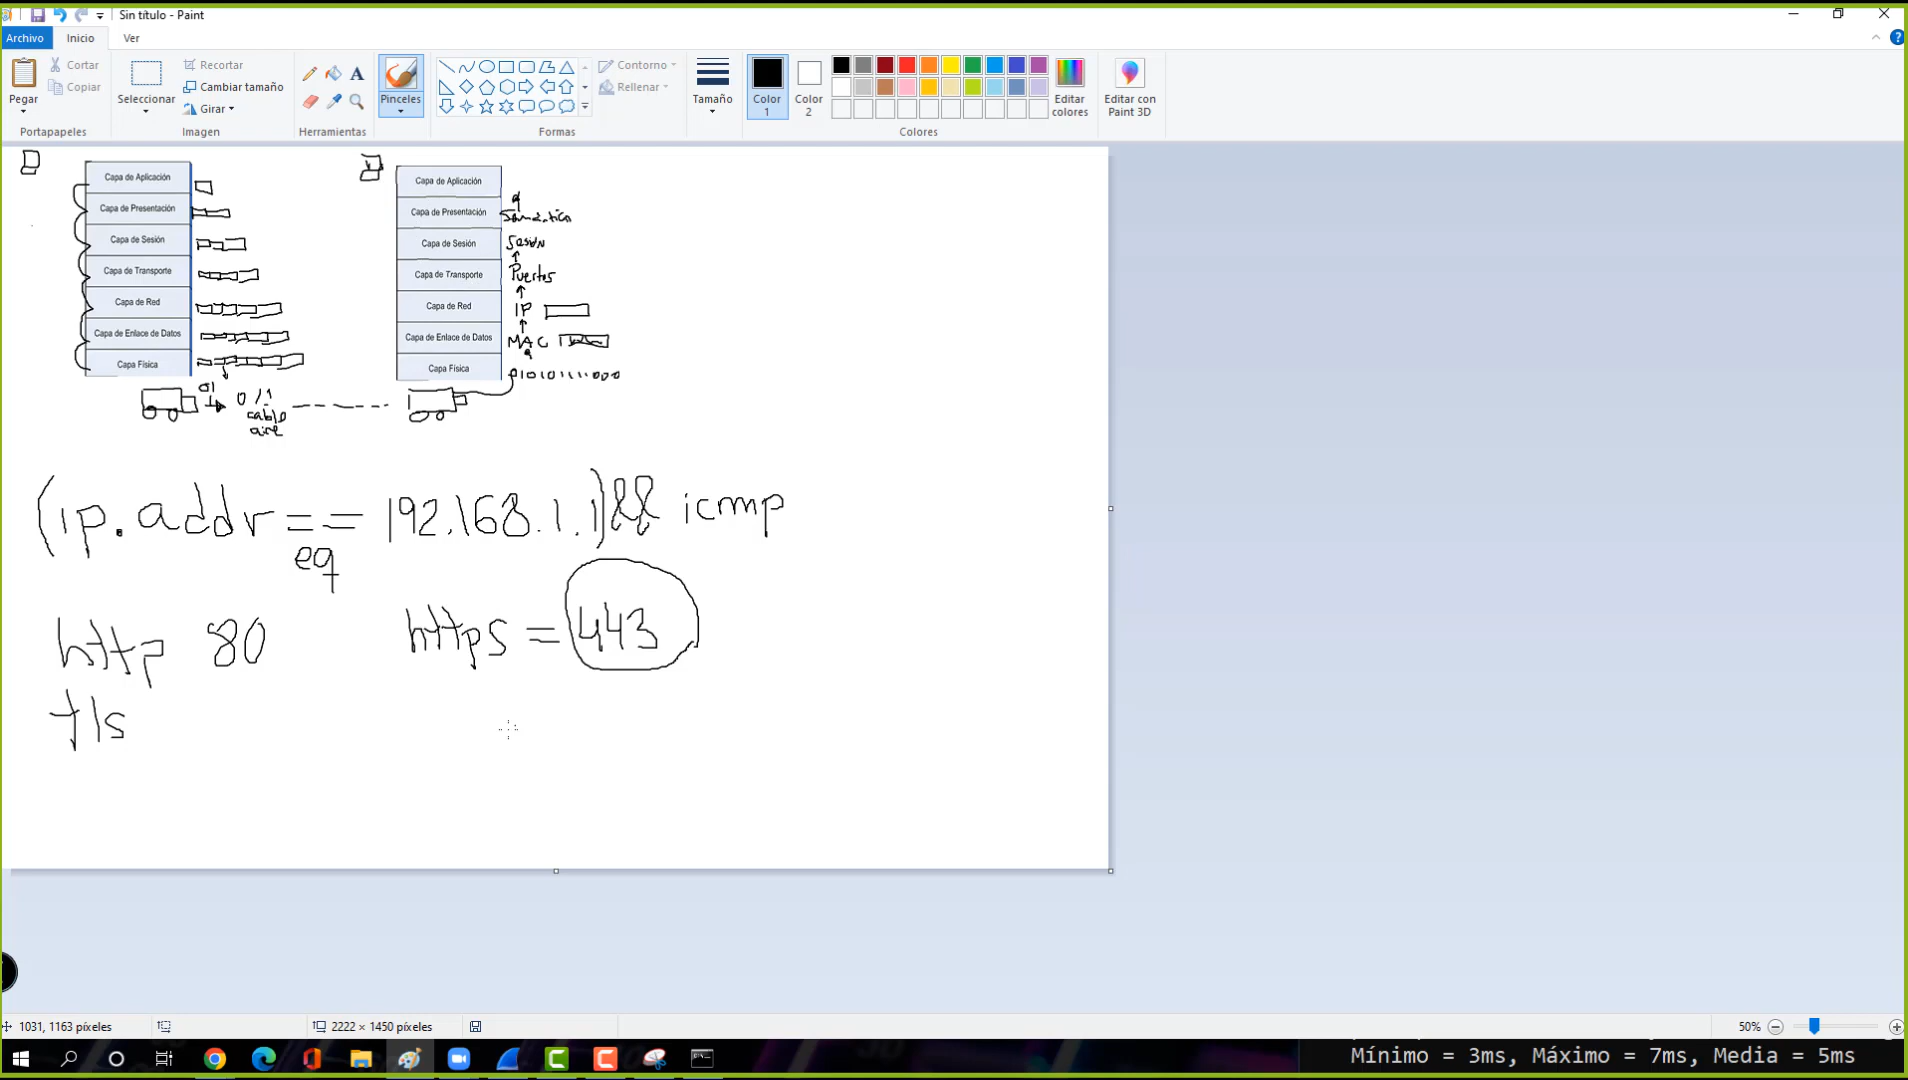 Sin título - Paint
Archivo Inicio Ver
Pegar
Cortar
Copiar
Portapapeles
Seleccionar
Recortar
Cambiar tamaño
Girar
Imagen
A
Herramientas
Pinceles
Contorno
Rellenar
Formas
Tamaño
Color 1
Color 2
Editar colores
Colores
Editar con Paint 3D
Capa de Aplicación
Capa de Presentación
Capa de Sesión
Capa de Transporte
Capa de Red
Capa de Enlace de Datos
Capa Física
01
0 / 1
cable
aire
Capa de Aplicación
Capa de Presentación
Semántica
Capa de Sesión
Sesión
Capa de Transporte
Puertos
Capa de Red
IP
Capa de Enlace de Datos
MAC
Capa Física
(ip.addr == 192.168.1.1)&& icmp
eq
http 80 https = 443
tls
1031, 1163 píxeles
2222 × 1450 píxeles
50%
Mínimo = 3ms, Máximo = 7ms, Media = 5ms